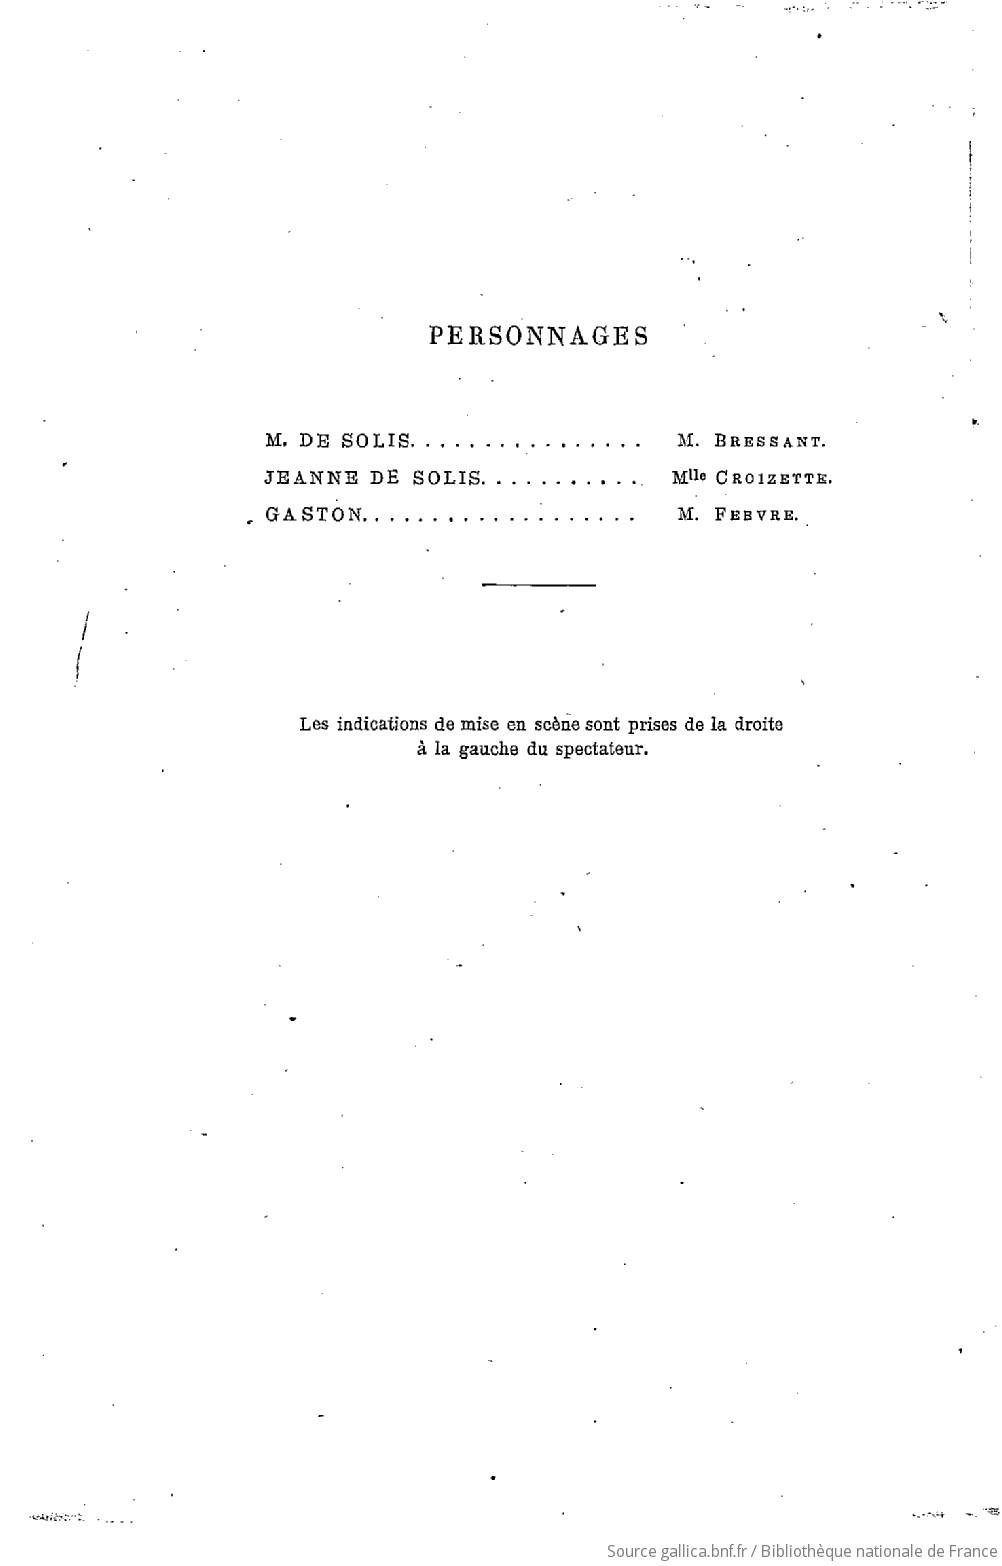 PERSONNAGES
M. DE SOLIS. . . . . . . . . . . . . . . . M. BRESSANT.
JEANNE DE SOLIS. . . . . . . . . . . Mlle CROIZETTE.
GASTON. . . . . . . . . . . . . . . . . . . M. FEBVRE.
Les indications de mise en scène sont prises de la droite
à la gauche du spectateur.
Source gallica.bnf.fr / Bibliothèque nationale de France